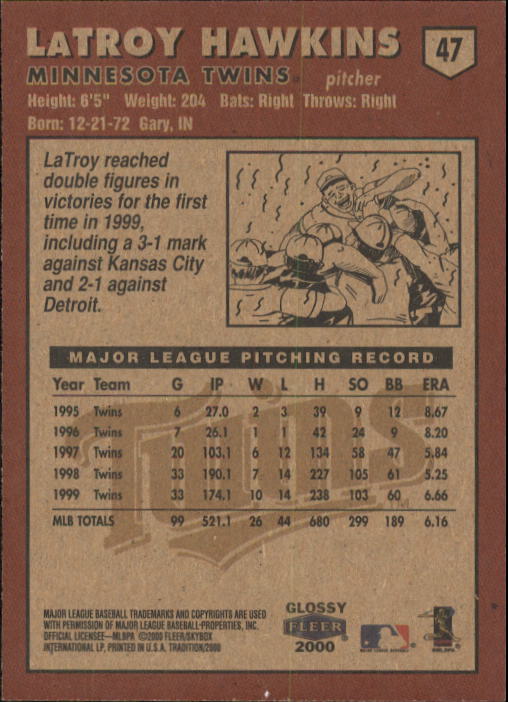 LATROY HAWKINS
47
MINNESOTA TWINS pitcher
Height: 6'5" Weight: 204 Bats: Right Throws: Right
Born: 12-21-72 Gary, IN
LaTroy reached
double figures in
victories for the first
time in 1999,
including a 3-1 mark
against Kansas City
and 2-1 against
Detroit.
MAJOR LEAGUE PITCHING RECORD
Year Team G IP W L H SO BB ERA
1995 Twins 6 27.0 2 3 39 9 12 8.67
1996 Twins 7 26.1 1 1 42 24 9 8.20
1997 Twins 20 103.1 6 12 134 58 47 5.84
1998 Twins 33 190.1 7 14 227 105 61 5.25
1999 Twins 33 174.1 10 14 238 103 60 6.66
MLB TOTALS 99 521.1 26 44 680 299 189 6.16
Twins
MAJOR LEAGUE BASEBALL TRADEMARKS AND COPYRIGHTS ARE USED
WITH PERMISSION OF MAJOR LEAGUE BASEBALL PROPERTIES, INC.
OFFICIAL LICENSEE—MLBPA ©2000 FLEER/SKYBOX
INTERNATIONAL LP, PRINTED IN U.S.A. TRADITION/2000
GLOSSY
FLEER
2000
MAJOR LEAGUE BASEBALL